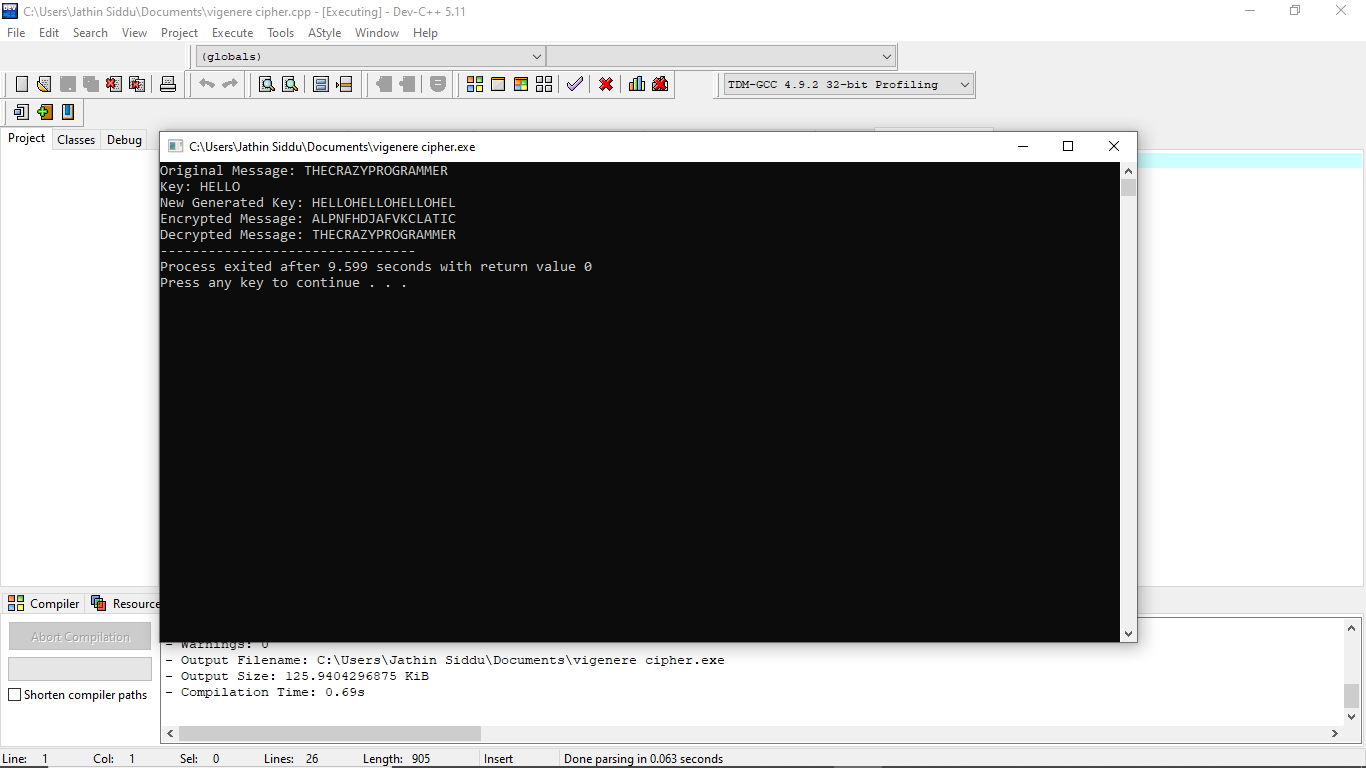 C:\Users\Jathin Siddu\Documents\vigenere cipher.cpp - [Executing] - Dev-C++ 5.11
File Edit Search View Project Execute Tools AStyle Window Help
(globals)
TDM-GCC 4.9.2 32-bit Profiling
Project Classes Debug
C:\Users\Jathin Siddu\Documents\vigenere cipher.exe
Original Message: THECRAZYPROGRAMMER
Key: HELLO
New Generated Key: HELLOHELLOHELLOHEL
Encrypted Message: ALPNFHDJAFVKCLATIC
Decrypted Message: THECRAZYPROGRAMMER
--------------------------------
Process exited after 9.599 seconds with return value 0
Press any key to continue . . .
Compiler Resource
Abort Compilation
Shorten compiler paths
- Warnings: 0
- Output Filename: C:\Users\Jathin Siddu\Documents\vigenere cipher.exe
- Output Size: 125.9404296875 KiB
- Compilation Time: 0.69s
Line: 1 Col: 1 Sel: 0 Lines: 26 Length: 905 Insert Done parsing in 0.063 seconds